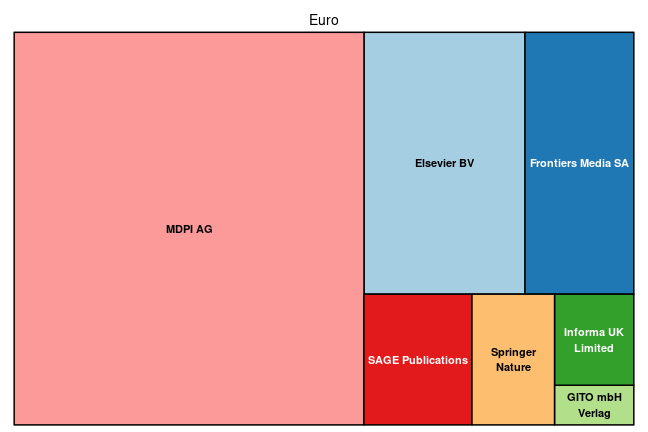 Euro
MDPI AG
Elsevier BV
Frontiers Media SA
SAGE Publications
Springer
Nature
Informa UK
Limited
GITO mbH
Verlag